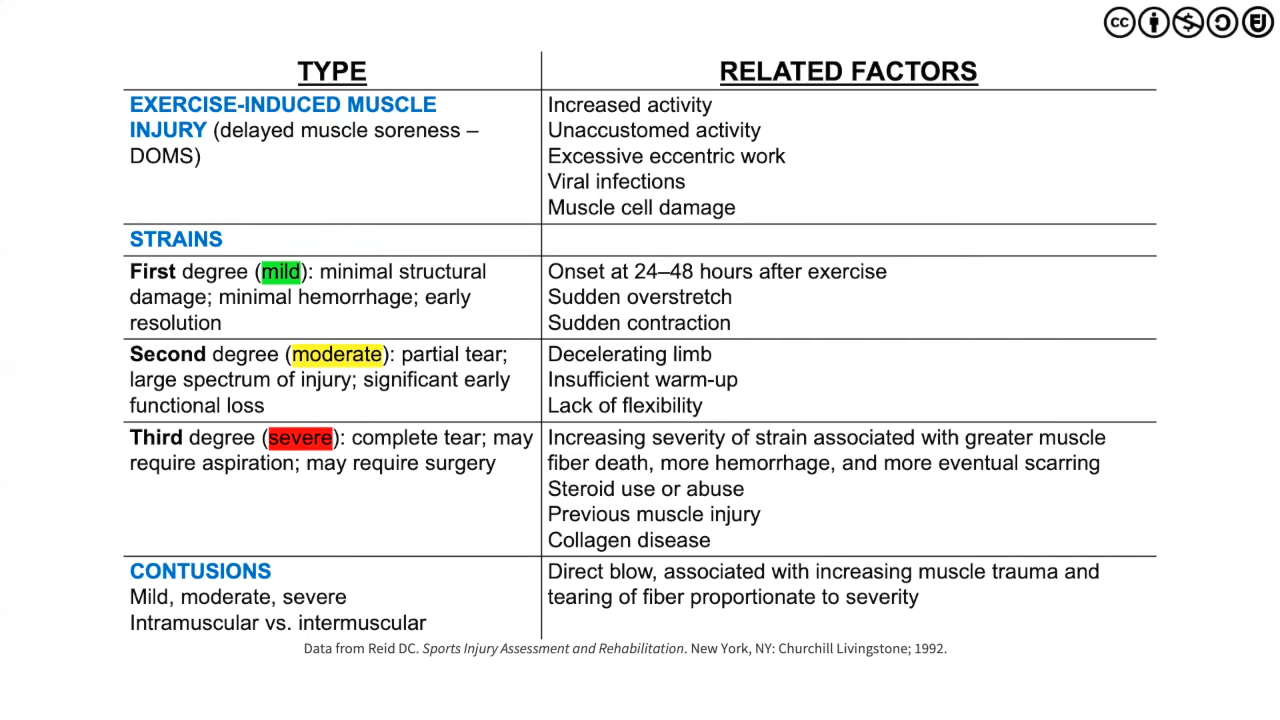 TYPE
RELATED FACTORS
EXERCISE-INDUCED MUSCLE
INJURY (delayed muscle soreness –
DOMS)
Increased activity
Unaccustomed activity
Excessive eccentric work
Viral infections
Muscle cell damage
STRAINS
First degree (mild): minimal structural
damage; minimal hemorrhage; early
resolution
Onset at 24–48 hours after exercise
Sudden overstretch
Sudden contraction
Second degree (moderate): partial tear;
large spectrum of injury; significant early
functional loss
Decelerating limb
Insufficient warm-up
Lack of flexibility
Third degree (severe): complete tear; may
require aspiration; may require surgery
Increasing severity of strain associated with greater muscle
fiber death, more hemorrhage, and more eventual scarring
Steroid use or abuse
Previous muscle injury
Collagen disease
CONTUSIONS
Mild, moderate, severe
Intramuscular vs. intermuscular
Direct blow, associated with increasing muscle trauma and
tearing of fiber proportionate to severity
Data from Reid DC. Sports Injury Assessment and Rehabilitation. New York, NY: Churchill Livingstone; 1992.
cc